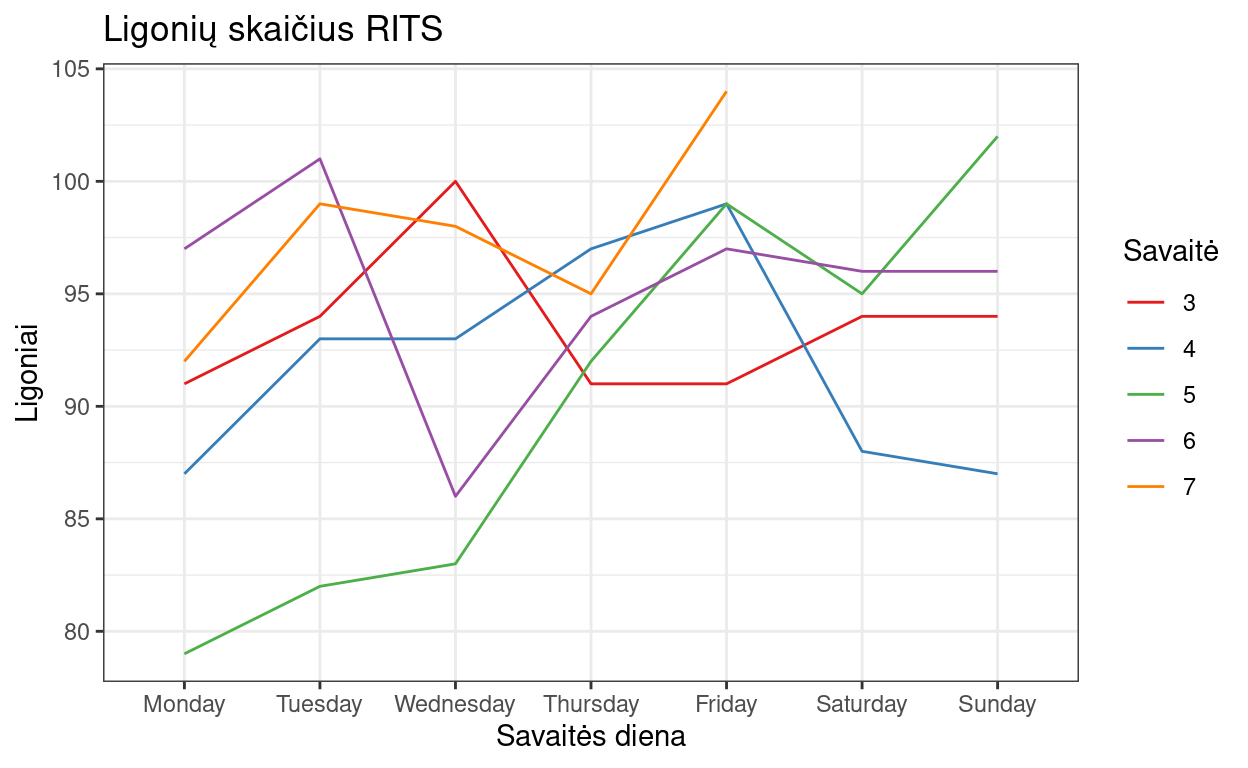 Ligonių skaičius RITS
105
100
95
90
85
80
Ligoniai
Monday Tuesday Wednesday Thursday Friday Saturday Sunday
Savaitės diena
Savaitė
3
4
5
6
7